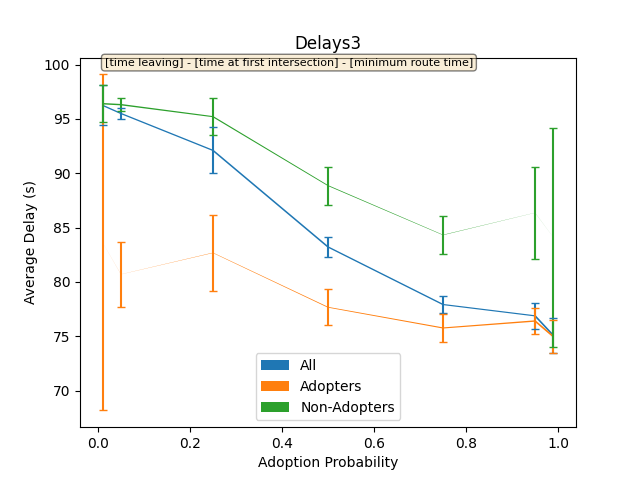 Delays3
[time leaving] - [time at first intersection] - [minimum route time]
100
95
90
85
80
75
70
Average Delay (s)
All
Adopters
Non-Adopters
0.0 0.2 0.4 0.6 0.8 1.0
Adoption Probability